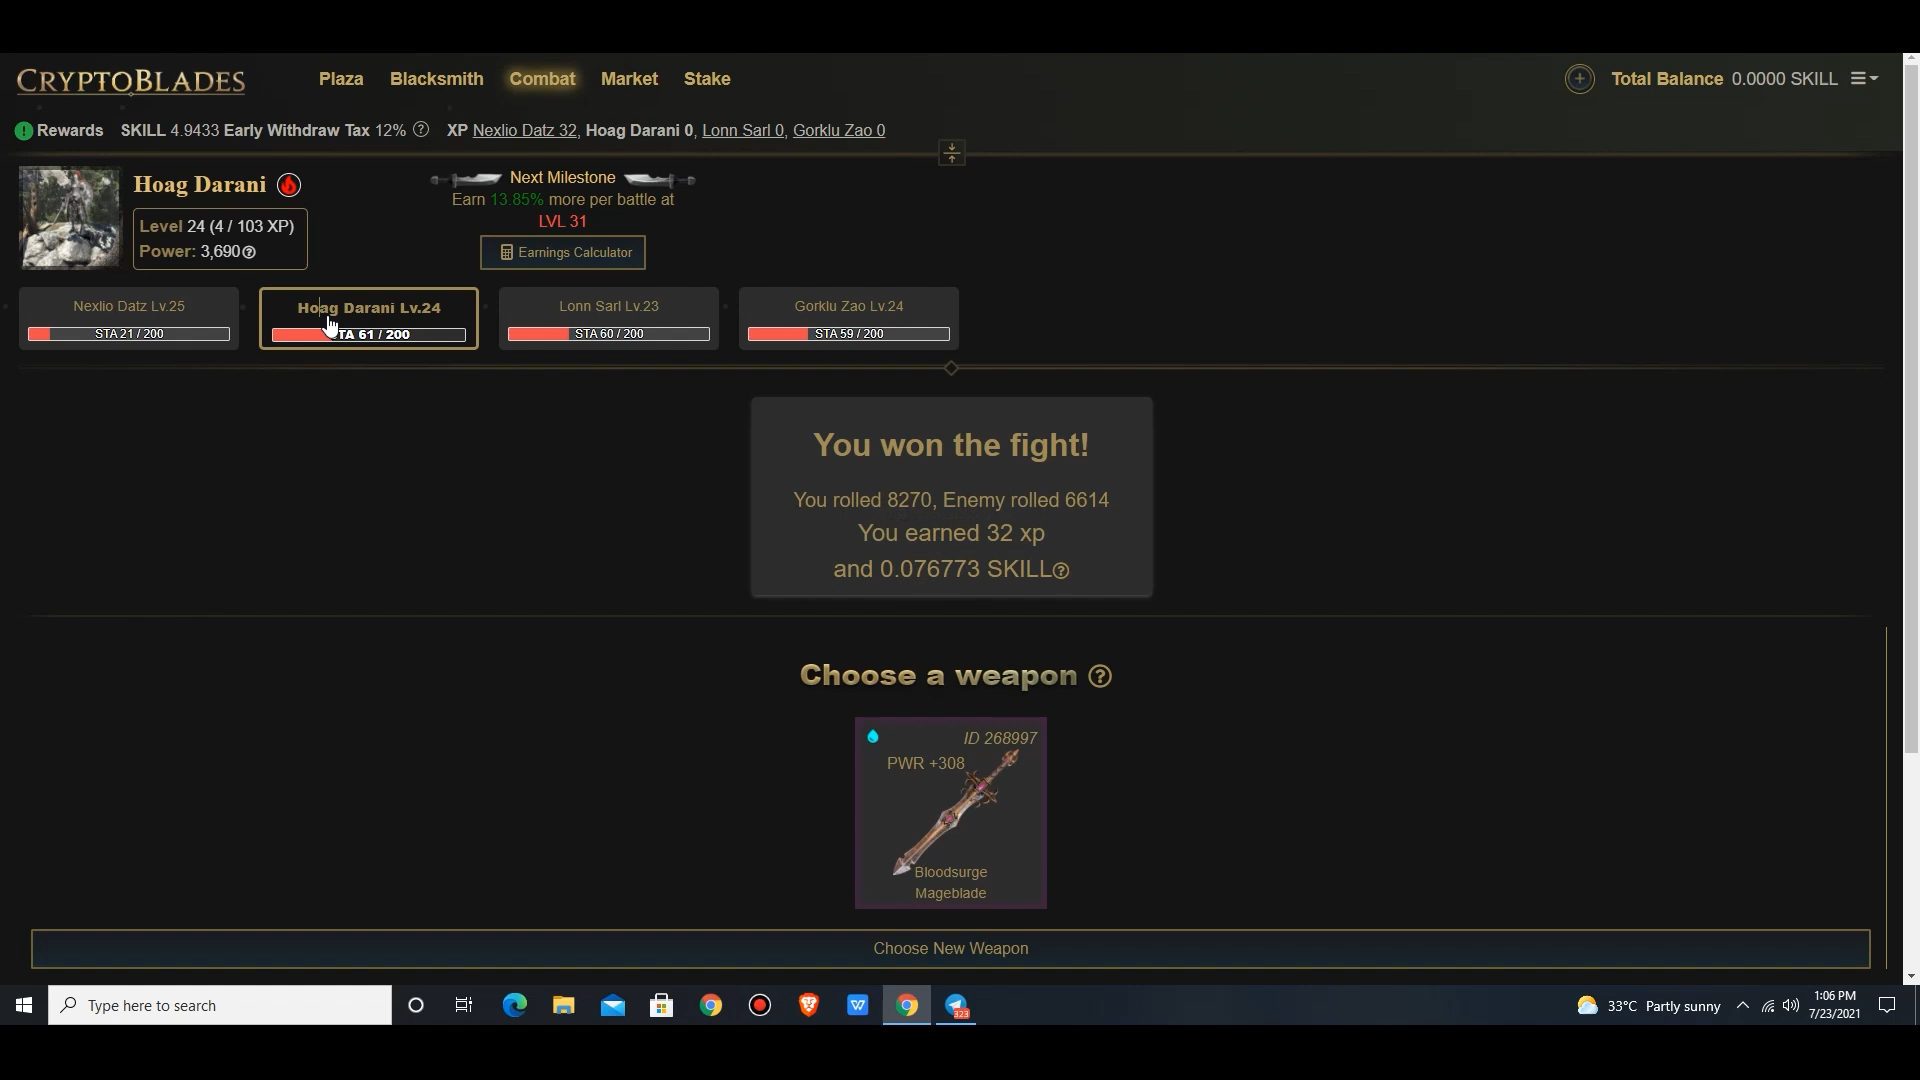 CRYPTOBLADES
Plaza Blacksmith Combat Market Stake
Total Balance 0.0000 SKILL
Rewards SKILL 4.9433 Early Withdraw Tax 12% XP Nexlio Datz 32, Hoag Darani 0, Lonn Sarl 0, Gorklu Zao 0
Hoag Darani
Level 24 (4 / 103 XP)
Power: 3,690
Next Milestone
Earn 13.85% more per battle at
LVL 31
Earnings Calculator
Nexlio Datz Lv.25
STA 21 / 200
Hoag Darani Lv.24
STA 61 / 200
Lonn Sarl Lv.23
STA 60 / 200
Gorklu Zao Lv.24
STA 59 / 200
You won the fight!
You rolled 8270, Enemy rolled 6614
You earned 32 xp
and 0.076773 SKILL
Choose a weapon
ID 268997
PWR +308
Bloodsurge
Mageblade
Choose New Weapon
Type here to search
323
33°C Partly sunny
1:06 PM
7/23/2021